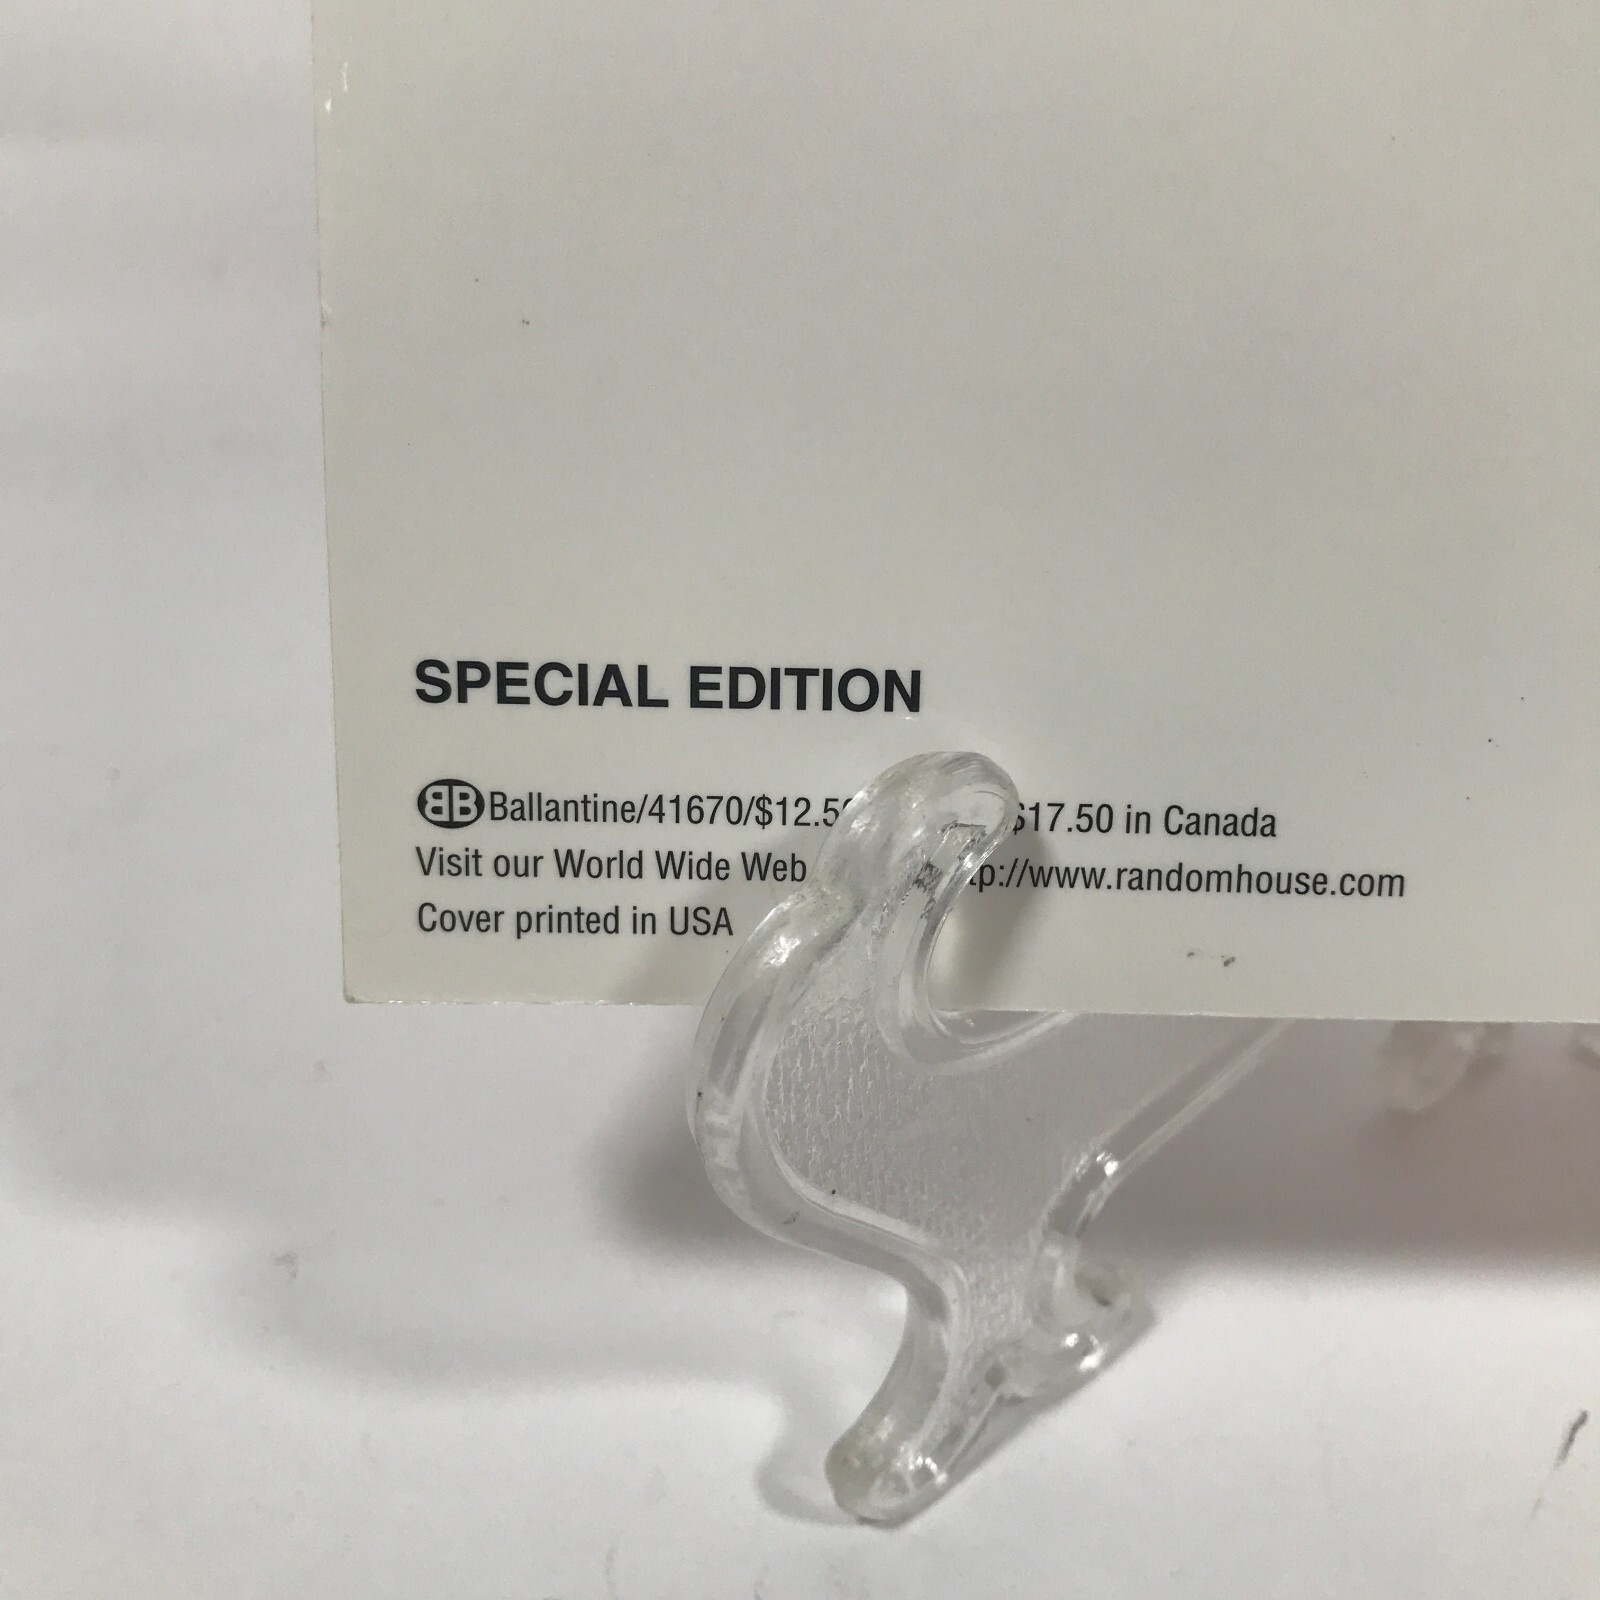 SPECIAL EDITION
BB Ballantine/41670/$12.5 $17.50 in Canada
Visit our World Wide Web tp://www.randomhouse.com
Cover printed in USA